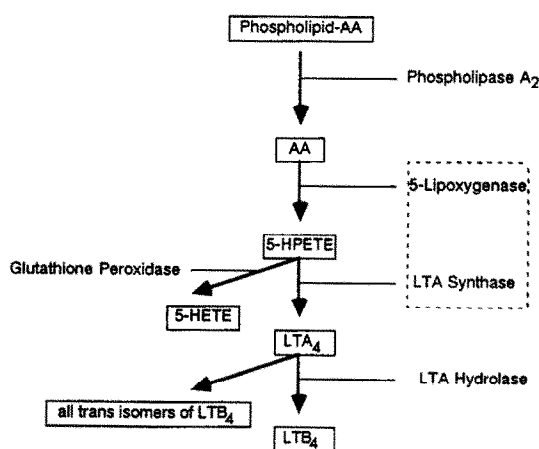 Phospholipid-AA
Phospholipase A2
AA
5-Lipoxygenase
5-HPETE
Glutathione Peroxidase
LTA Synthase
5-HETE
LTA4
LTA Hydrolase
all trans isomers of LTB4
LTB4